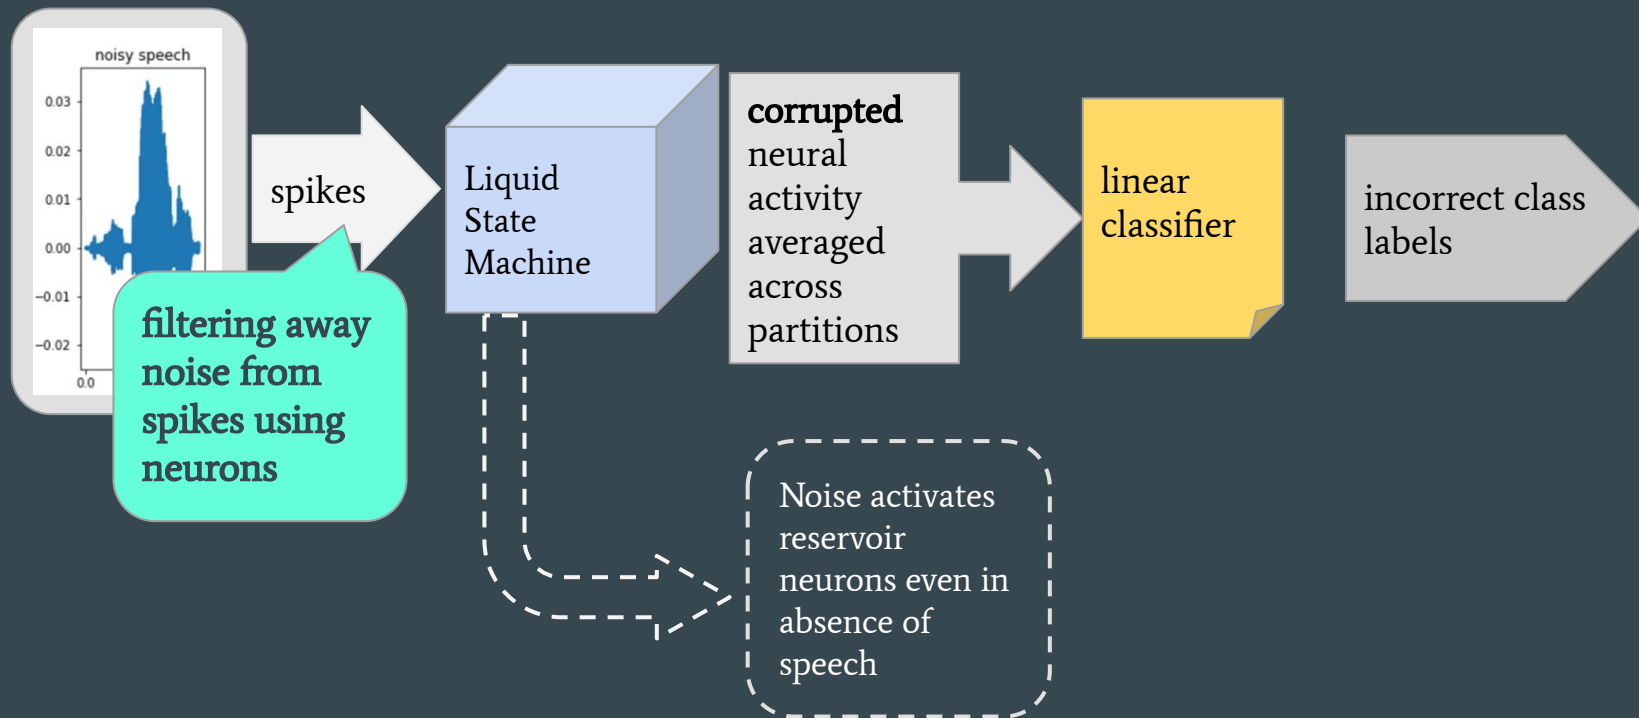 noisy speech
0.03
0.02
0.01
0.00
−0.01
−0.02
0.0
spikes
filtering away
noise from
spikes using
neurons
Liquid
State
Machine
corrupted
neural
activity
averaged
across
partitions
linear
classifier
incorrect class
labels
Noise activates
reservoir
neurons even in
absence of
speech